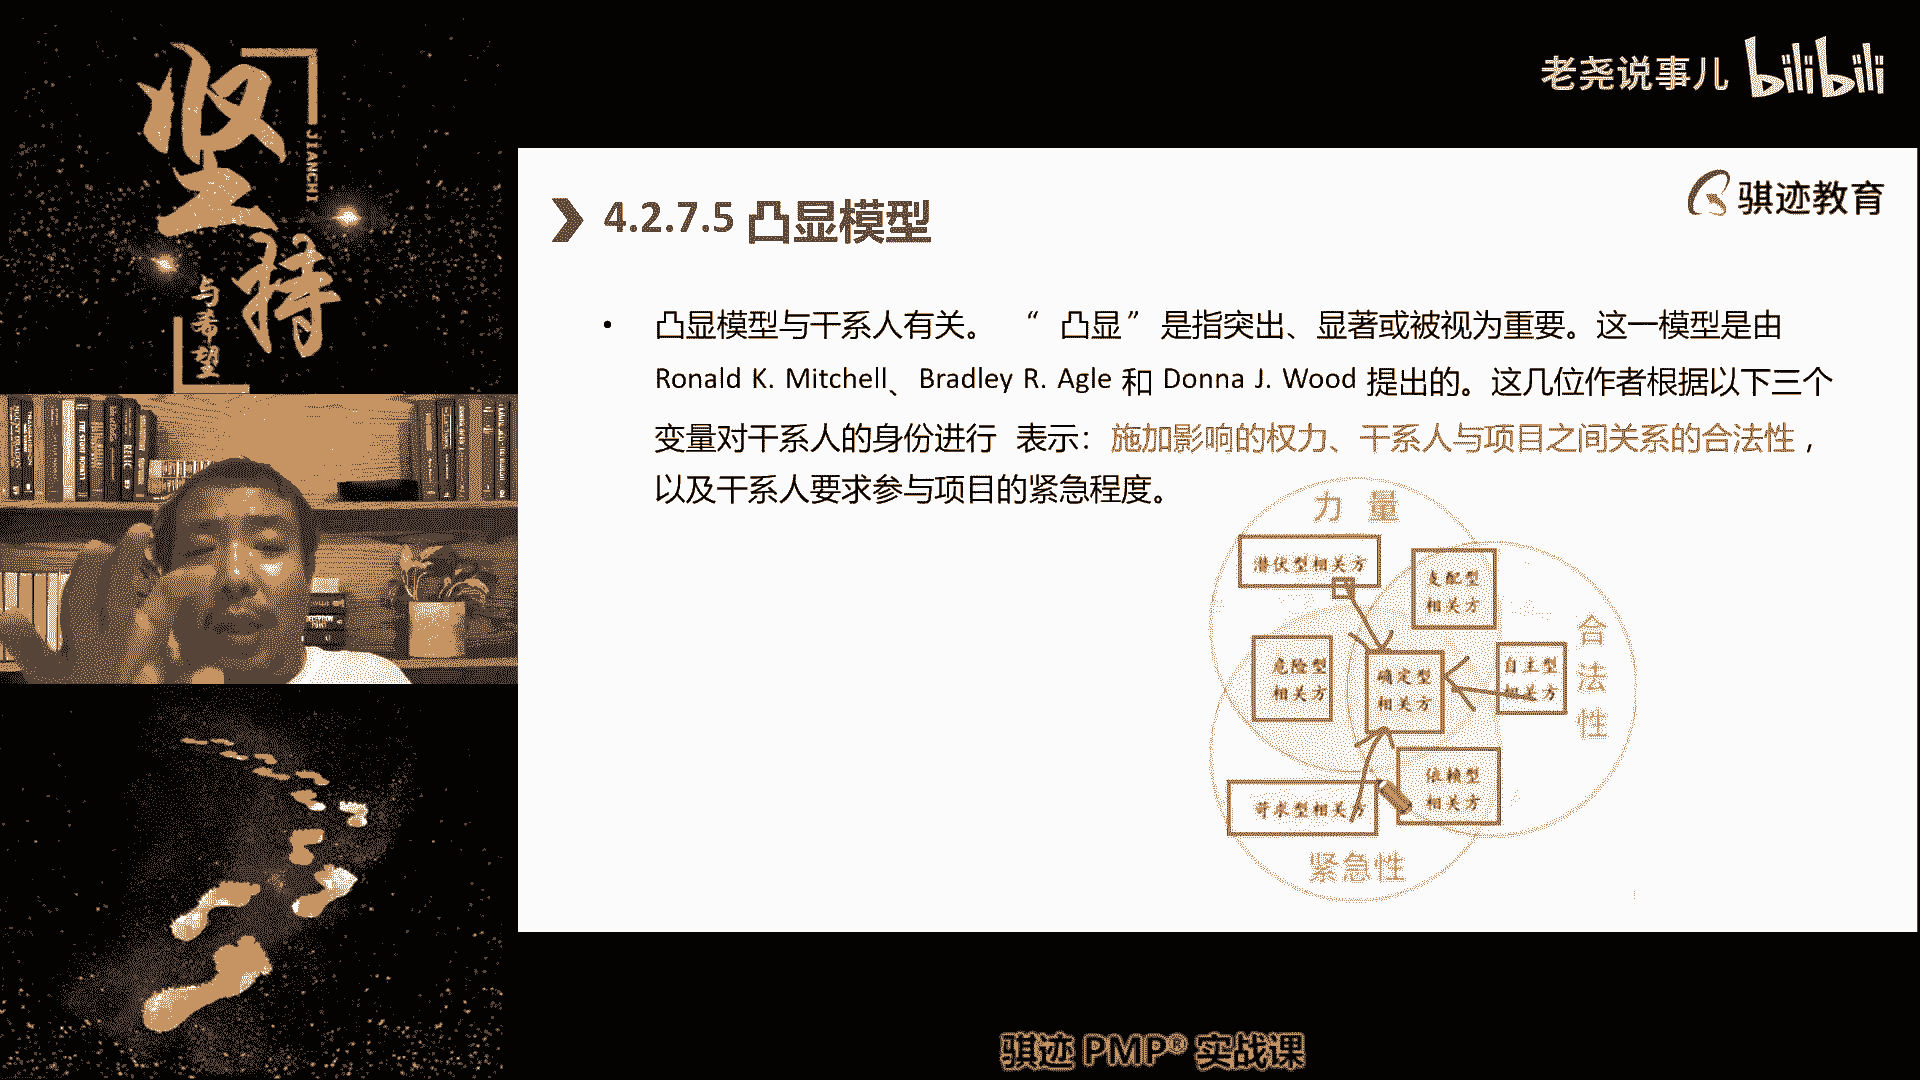 坚持
JIANCHI
与希望
老尧说事儿 bilibili
骐迹教育
4.2.7.5 凸显模型
• 凸显模型与干系人有关。 “ 凸显” 是指突出、显著或被视为重要。这一模型是由
Ronald K. Mitchell、Bradley R. Agle 和 Donna J. Wood 提出的。这几位作者根据以下三个
变量对干系人的身份进行 表示：施加影响的权力、干系人与项目之间关系的合法性，
以及干系人要求参与项目的紧急程度。
力 量
潜伏型相关方
支配型
相关方
合法性
危险型
相关方
确定型
相关方
自主型
相关方
依赖型
相关方
苛求型相关方
紧急性
骐迹 PMP® 实战课